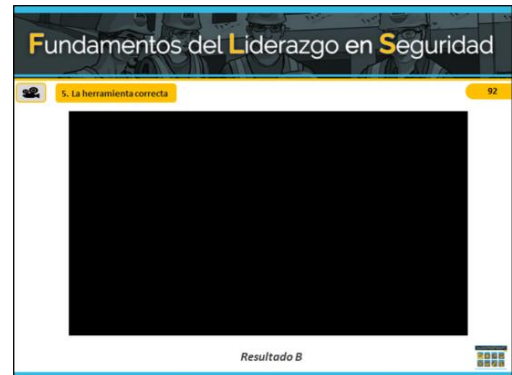 Fundamentos del Liderazgo en Seguridad
5. La herramienta correcta
92
Resultado B